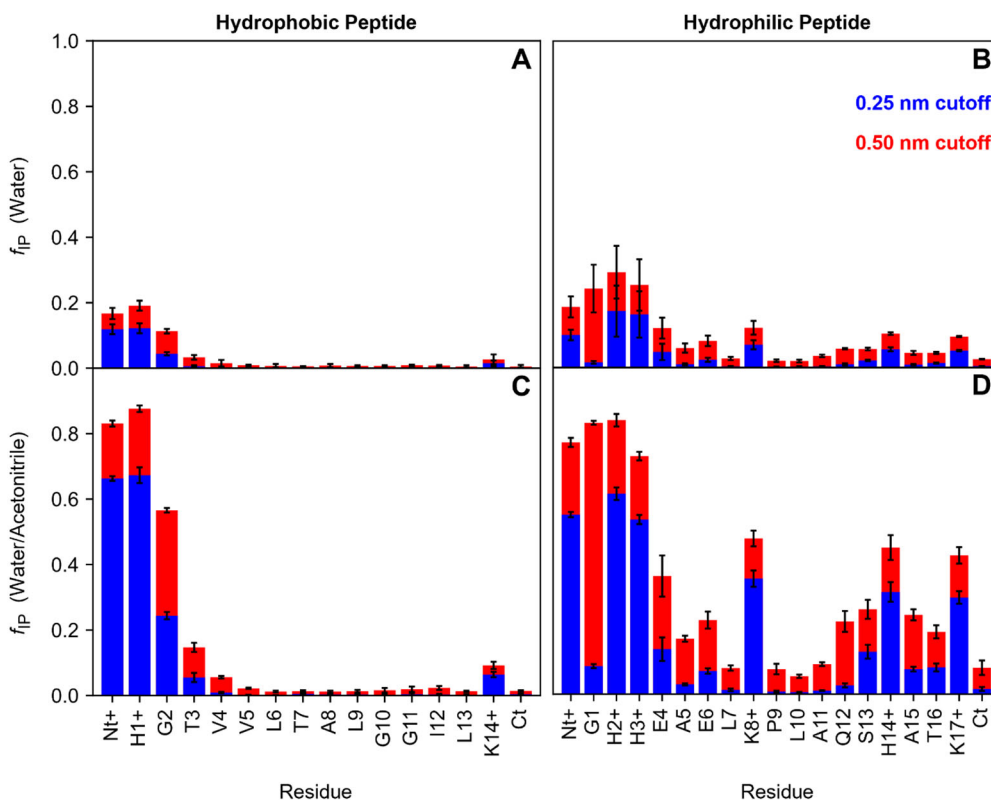 Hydrophobic Peptide
Hydrophilic Peptide
A
B
0.25 nm cutoff
0.50 nm cutoff
fIP (Water)
1.0
0.8
0.6
0.4
0.2
0.0
C
D
fIP (Water/Acetonitrile)
0.8
0.6
0.4
0.2
0.0
Nt+ H1+ G2 T3 V4 V5 L6 T7 A8 L9 G10 G11 I12 L13 K14+ Ct
Nt+ G1 H2+ H3+ E4 A5 E6 L7 K8+ P9 L10 A11 Q12 S13 H14+ A15 T16 K17+ Ct
Residue
Residue